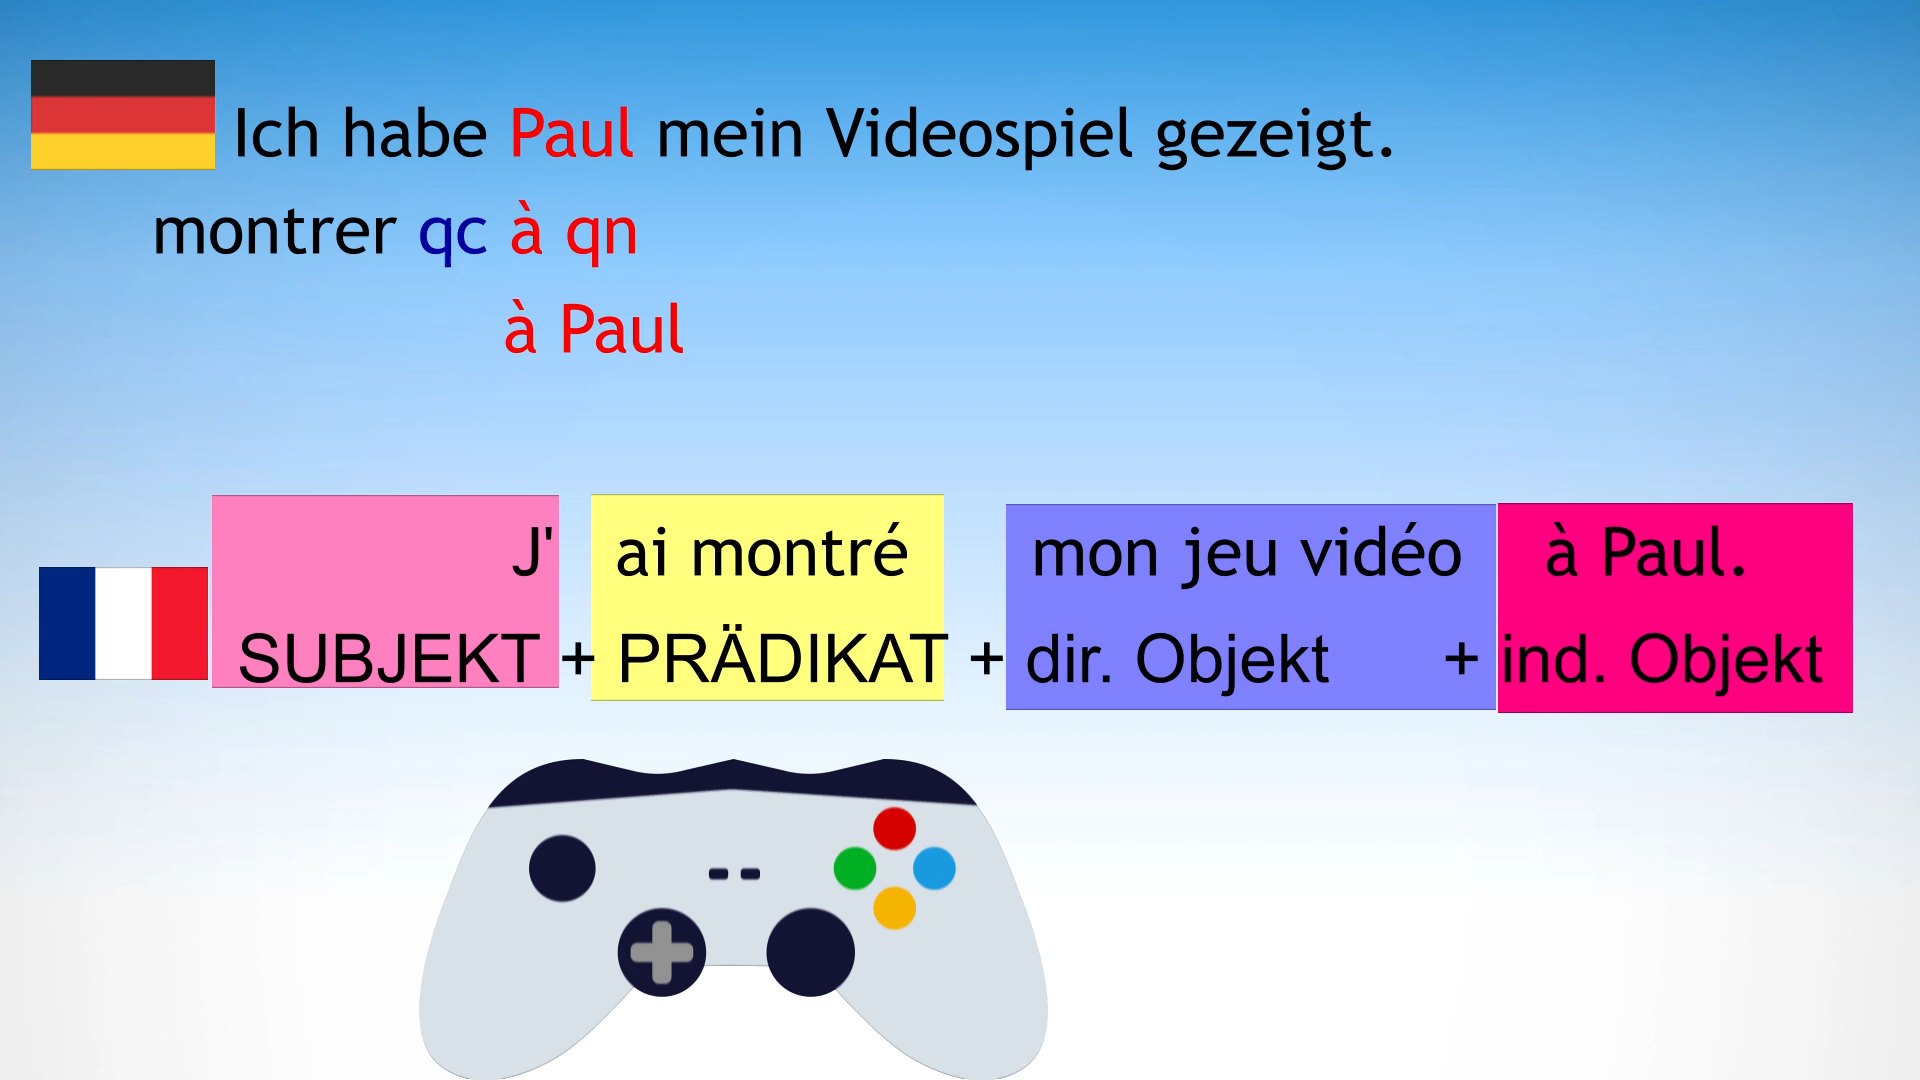 Ich habe Paul mein Videospiel gezeigt.
montrer qc à qn
à Paul
J' ai montré mon jeu vidéo à Paul.
SUBJEKT + PRÄDIKAT + dir. Objekt + ind. Objekt